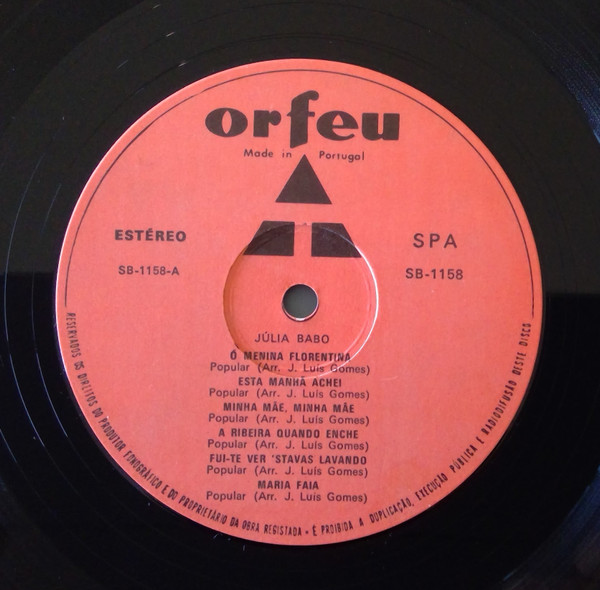 orfeu
Made in Portugal
ESTÉREO
SPA
SB-1158-A
SB-1158
JÚLIA BABO
Ó MENINA FLORENTINA
Popular (Arr. J. Luís Gomes)
ESTA MANHÃ ACHEI
Popular (Arr. J. Luís Gomes)
MINHA MÃE, MINHA MÃE
Popular (Arr. J. Luís Gomes)
A RIBEIRA QUANDO ENCHE
Popular (Arr. J. Luís Gomes)
FUI-TE VER 'STAVAS LAVANDO
Popular (Arr. J. Luís Gomes)
MARIA FAIA
Popular (Arr. J. Luís Gomes)
RESERVADOS OS DIREITOS DO PRODUTOR FONOGRÁFICO E DO PROPRIETÁRIO DA OBRA REGISTADA - É PROIBIDA A DUPLICAÇÃO, EXECUÇÃO PÚBLICA E RADIODIFUSÃO DESTE DISCO